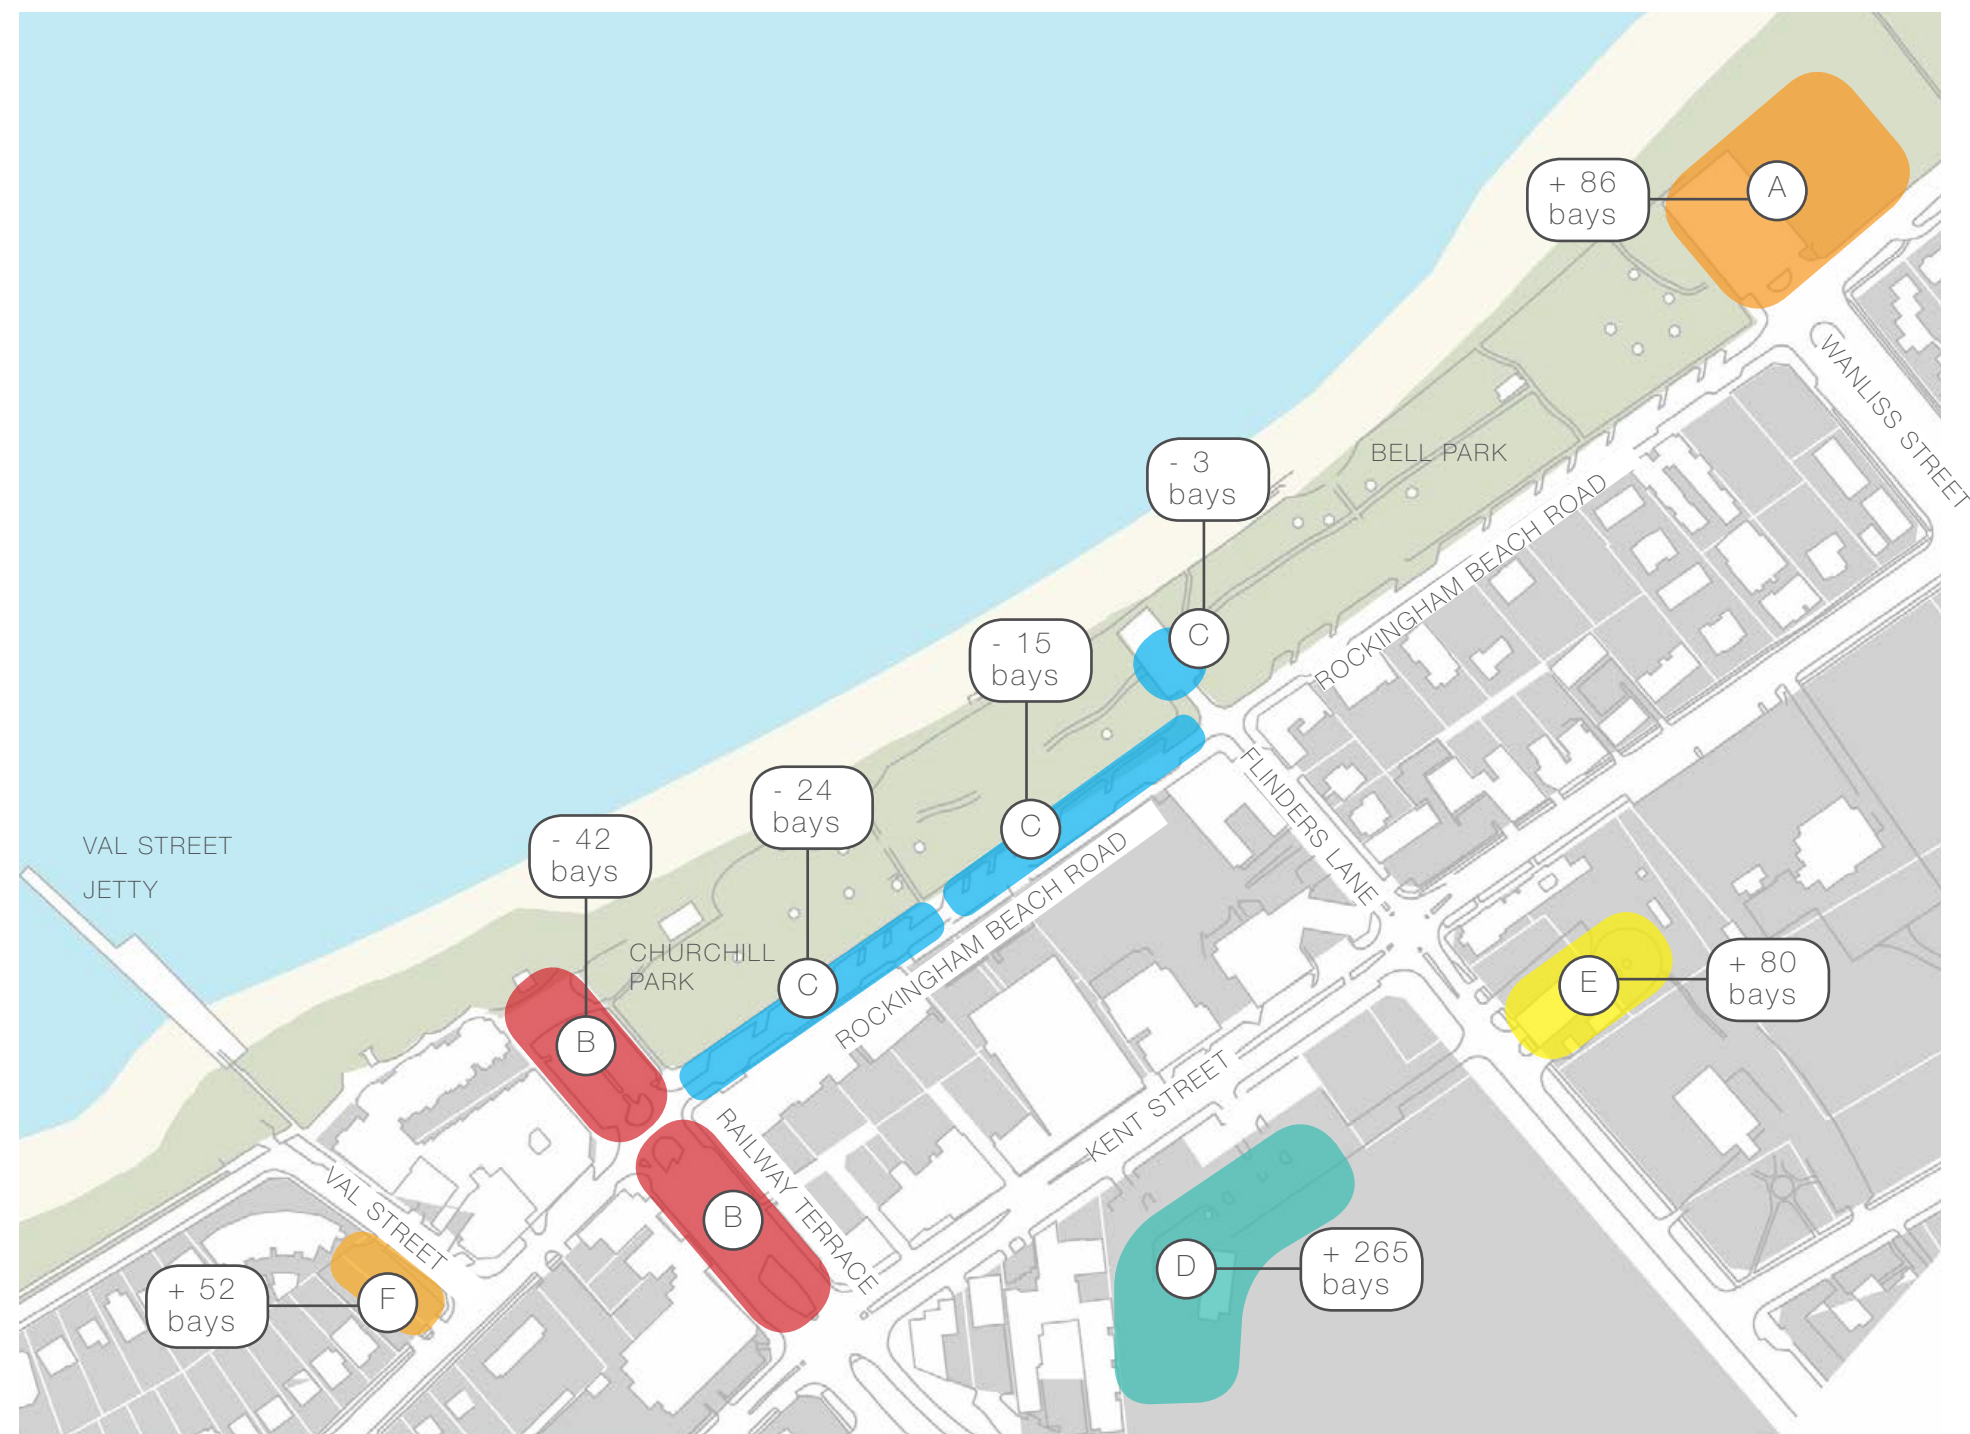 + 86
bays
A
WANLISS STREET
BELL PARK
- 3
bays
C
ROCKINGHAM BEACH ROAD
- 15
bays
C
FLINDERS LANE
- 24
bays
C
ROCKINGHAM BEACH ROAD
- 42
bays
B
CHURCHILL
PARK
VAL STREET
JETTY
E
+ 80
bays
KENT STREET
RAILWAY TERRACE
B
D
+ 265
bays
VAL STREET
+ 52
bays
F